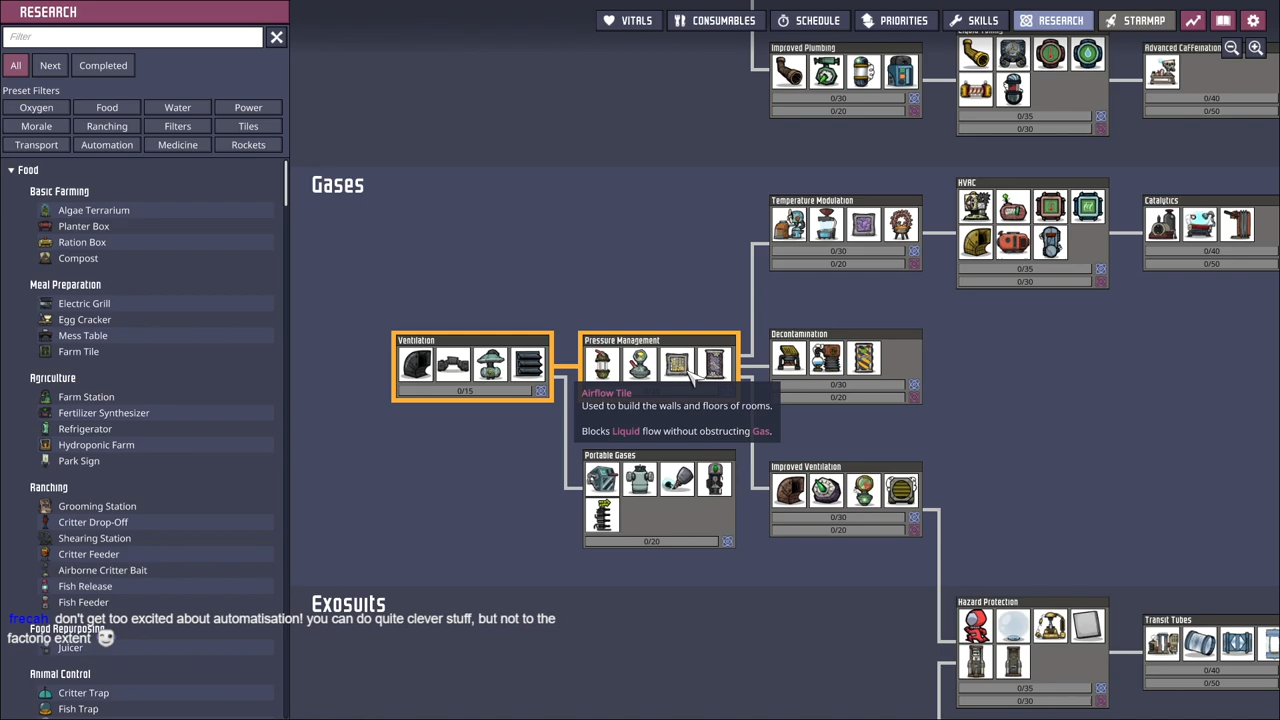 RESEARCH
VITALS
CONSUMABLES
SCHEDULE
PRIORITIES
SKILLS
RESEARCH
STARMAP
Filter
All
Next
Completed
Preset Filters
Oxygen
Food
Water
Power
Morale
Ranching
Filters
Tiles
Transport
Automation
Medicine
Rockets
Food
Basic Farming
Algae Terrarium
Planter Box
Ration Box
Compost
Meal Preparation
Electric Grill
Egg Cracker
Mess Table
Farm Tile
Agriculture
Farm Station
Fertilizer Synthesizer
Refrigerator
Hydroponic Farm
Park Sign
Ranching
Grooming Station
Critter Drop-Off
Shearing Station
Critter Feeder
Airborne Critter Bait
Fish Release
Fish Feeder
Food Repurposing
Juicer
Animal Control
Critter Trap
Fish Trap
frecah don't get too excited about automatisation! you can do quite clever stuff, but not to the
factorio extent
Improved Plumbing
0/30
0/20
0/35
0/30
Advanced Caffeination
0/40
0/50
Gases
Temperature Modulation
0/30
0/20
HVAC
0/35
0/30
Catalytics
0/40
0/50
Ventilation
0/15
Pressure Management
Airflow Tile
Used to build the walls and floors of rooms.
Blocks Liquid flow without obstructing Gas.
Decontamination
0/30
0/20
Portable Gases
0/20
Improved Ventilation
0/30
0/20
Exosuits
Hazard Protection
0/35
0/30
Transit Tubes
0/40
0/50